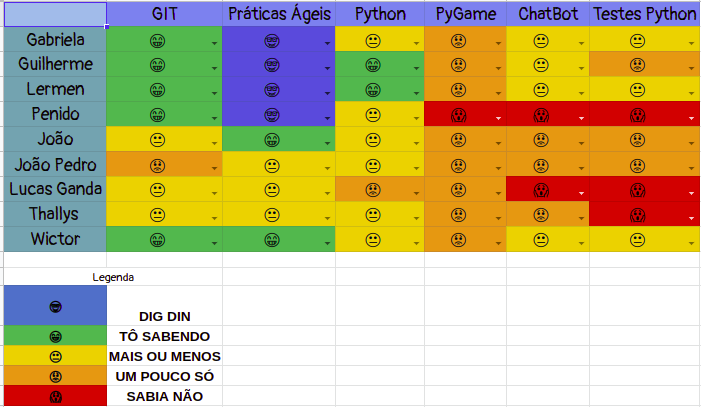 GIT Práticas Ágeis Python PyGame ChatBot Testes Python
Gabriela
Guilherme
Lermen
Penido
João
João Pedro
Lucas Ganda
Thallys
Wictor
Legenda
DIG DIN
TÔ SABENDO
MAIS OU MENOS
UM POUCO SÓ
SABIA NÃO